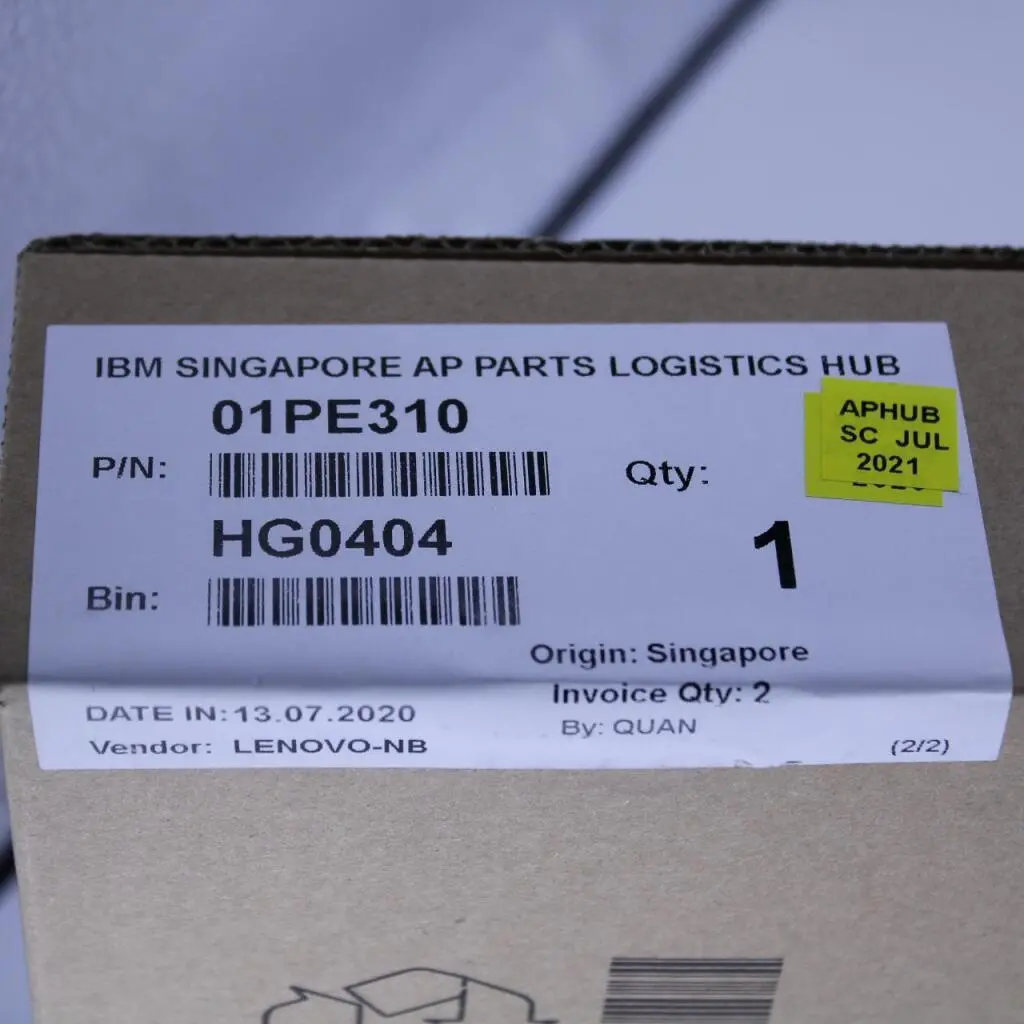 IBM SINGAPORE AP PARTS LOGISTICS HUB
01PE310
P/N:
Qty:
APHUB
SC JUL
2021
HG0404
1
Bin:
Origin: Singapore
Invoice Qty: 2
DATE IN:13.07.2020
By: QUAN
Vendor: LENOVO-NB
(2/2)